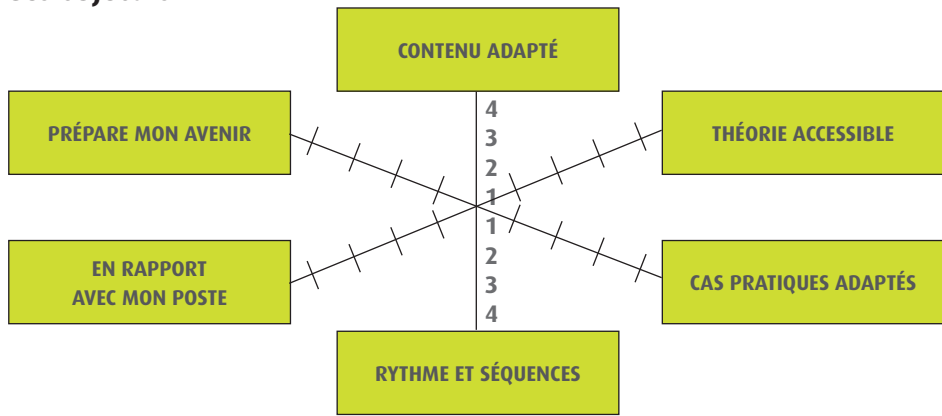 CONTENU ADAPTÉ
PRÉPARE MON AVENIR
THÉORIE ACCESSIBLE
4
3
2
1
1
2
3
4
EN RAPPORT
AVEC MON POSTE
CAS PRATIQUES ADAPTÉS
RYTHME ET SÉQUENCES